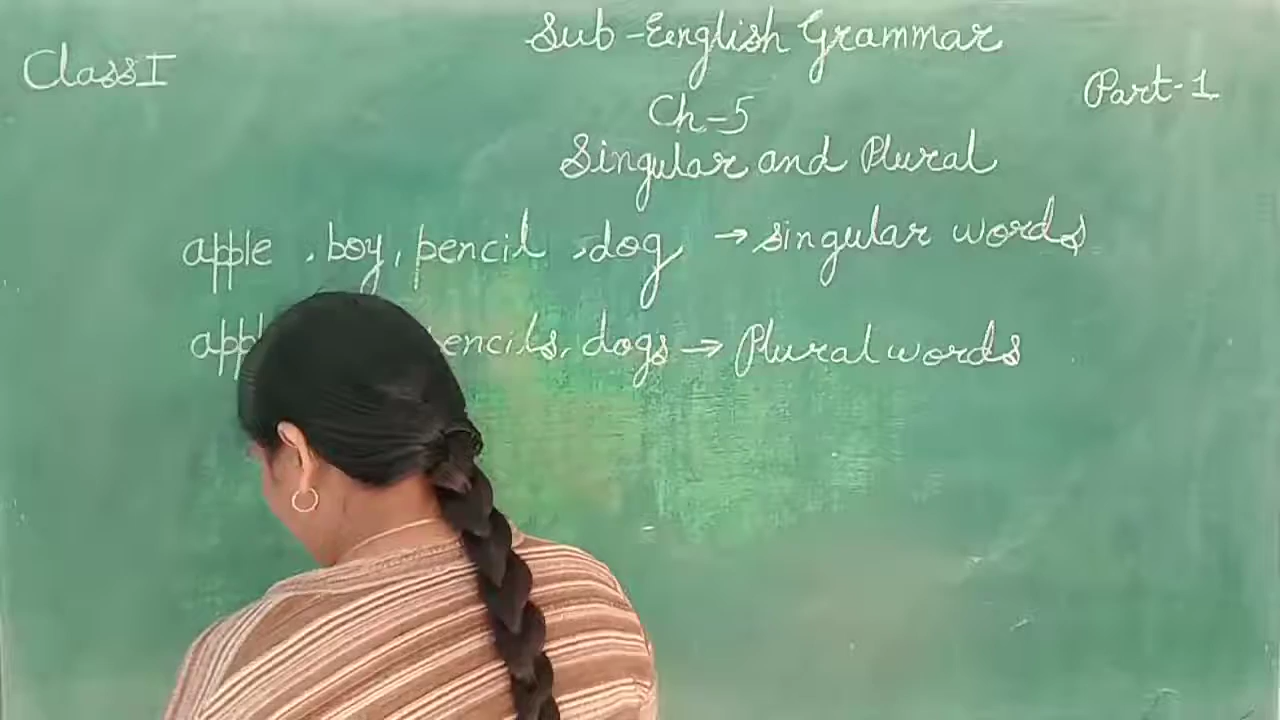 Sub-English Grammar
Class I
Part-1
Ch-5
Singular and Plural
apple, boy, pencil, dog → singular words
dogs → Plural words